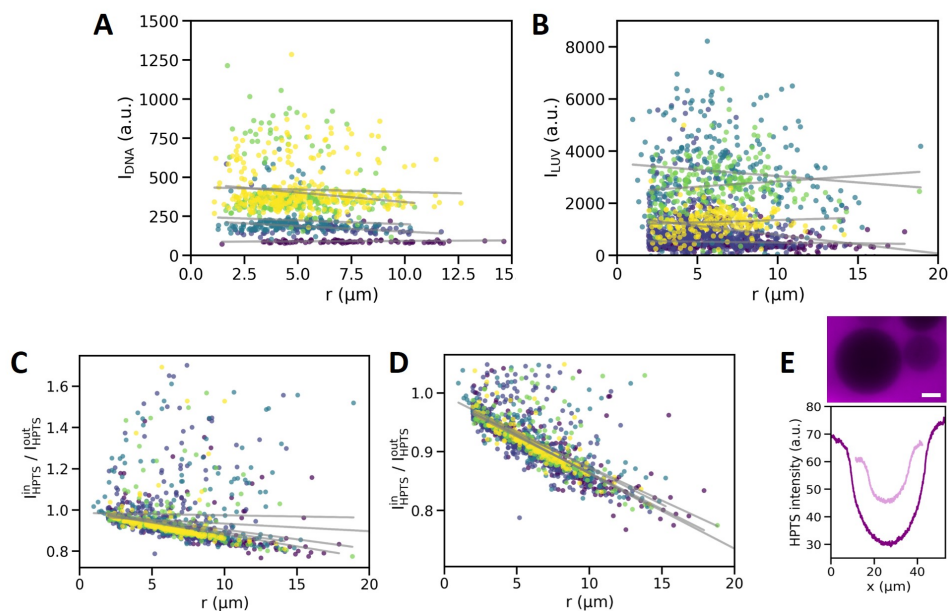 A
1500
1250
1000
750
500
250
0
I_DNA (a.u.)
0.0 2.5 5.0 7.5 10.0 12.5 15
r (µm)
B
8000
6000
4000
2000
0
I_LUV (a.u.)
0 5 10 15 20
r (µm)
C
1.6
1.4
1.2
1.0
0.8
I^in_HPTS / I^out_HPTS
0 5 10 15 20
r (µm)
D
1.0
0.9
0.8
I^in_HPTS / I^out_HPTS
0 5 10 15 20
r (µm)
E
80
70
60
50
40
30
HPTS intensity (a.u.)
0 20 40
x (µm)